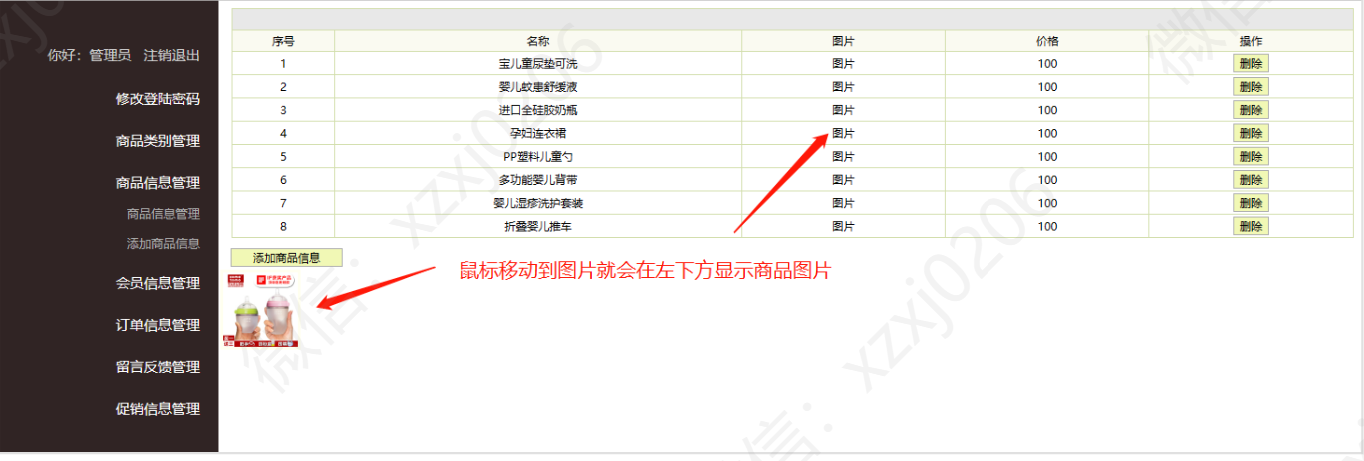 你好：管理员 注销退出
修改登陆密码
商品类别管理
商品信息管理
商品信息管理
添加商品信息
会员信息管理
订单信息管理
留言反馈管理
促销信息管理
序号 名称 图片 价格 操作
1 宝儿童尿垫可洗 图片 100 删除
2 婴儿蚊患舒缓液 图片 100 删除
3 进口全硅胶奶瓶 图片 100 删除
4 孕妇连衣裙 图片 100 删除
5 PP塑料儿童勺 图片 100 删除
6 多功能婴儿背带 图片 100 删除
7 婴儿湿疹洗护套装 图片 100 删除
8 折叠婴儿推车 图片 100 删除
添加商品信息
鼠标移动到图片就会在左下方显示商品图片
微信：xzxj0206
微信：xzxj0206